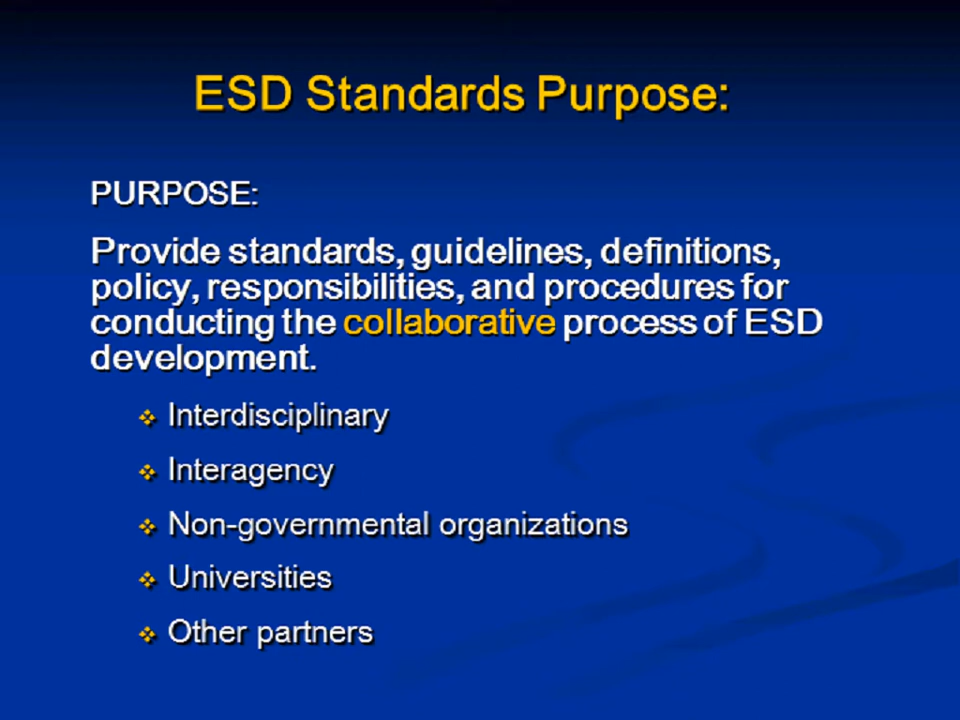 ESD Standards Purpose:
PURPOSE:
Provide standards, guidelines, definitions,
policy, responsibilities, and procedures for
conducting the collaborative process of ESD
development.
Interdisciplinary
Interagency
Non-governmental organizations
Universities
Other partners